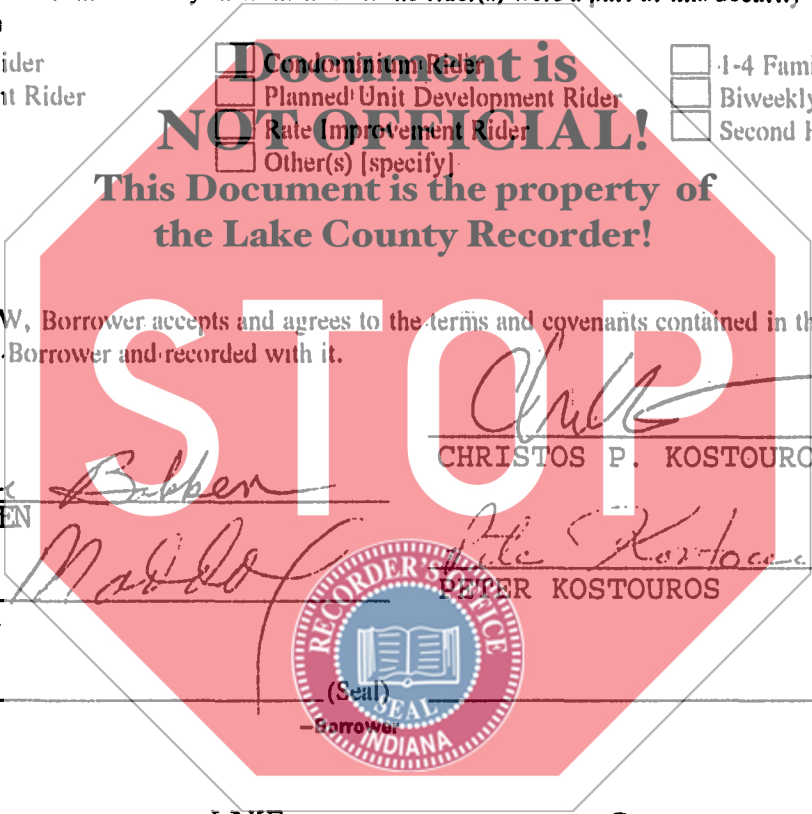 ider Condominium Rider 1-4 Fami
nt Rider Planned Unit Development Rider Biweekly
Rate Improvement Rider Second
Other(s) [specify]
Document is
NOT OFFICIAL!
This Document is the property of
the Lake County Recorder!
W, Borrower accepts and agrees to the terms and covenants contained in th
Borrower and recorded with it.
STOP
CHRISTOS P. KOSTOURO
Bibben
EN
PETER KOSTOUROS
RECORDER'S OFFICE
SEAL
INDIANA
(Seal)
—Borrower
LAKE